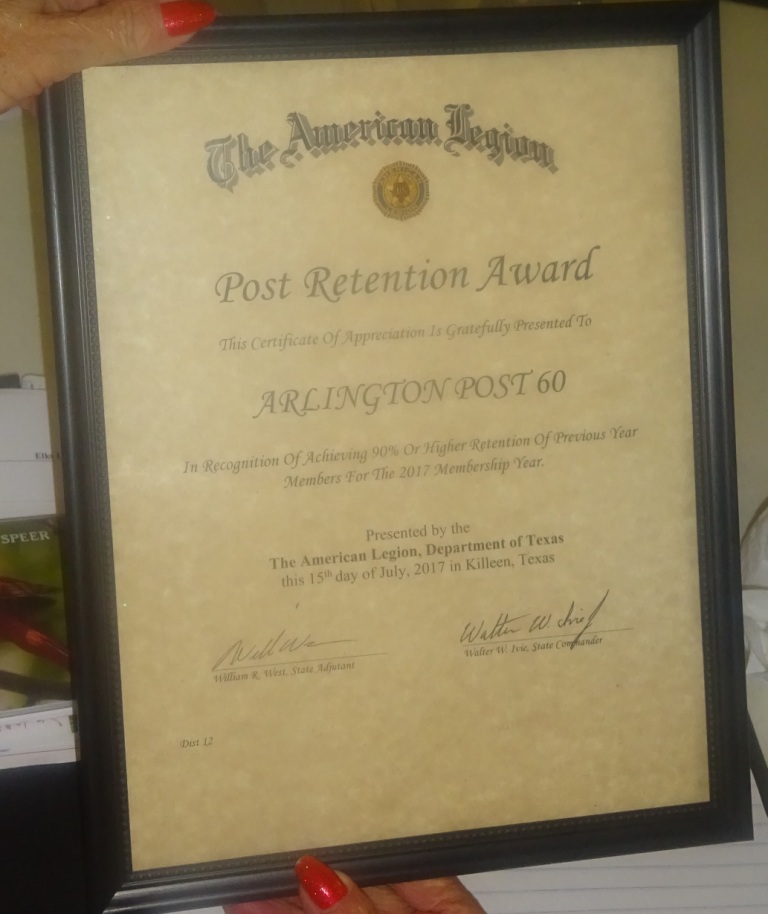 The American Legion
Post Retention Award
This Certificate Of Appreciation Is Gratefully Presented To
ARLINGTON POST 60
In Recognition Of Achieving 90% Or Higher Retention Of Previous Year
Members For The 2017 Membership Year.
Presented by the
The American Legion, Department of Texas
this 15th day of July, 2017 in Killeen, Texas
Walter W. Ivie
William R. West, State Adjutant
Walter W. Ivie, State Commander
Dist 12
SPEER